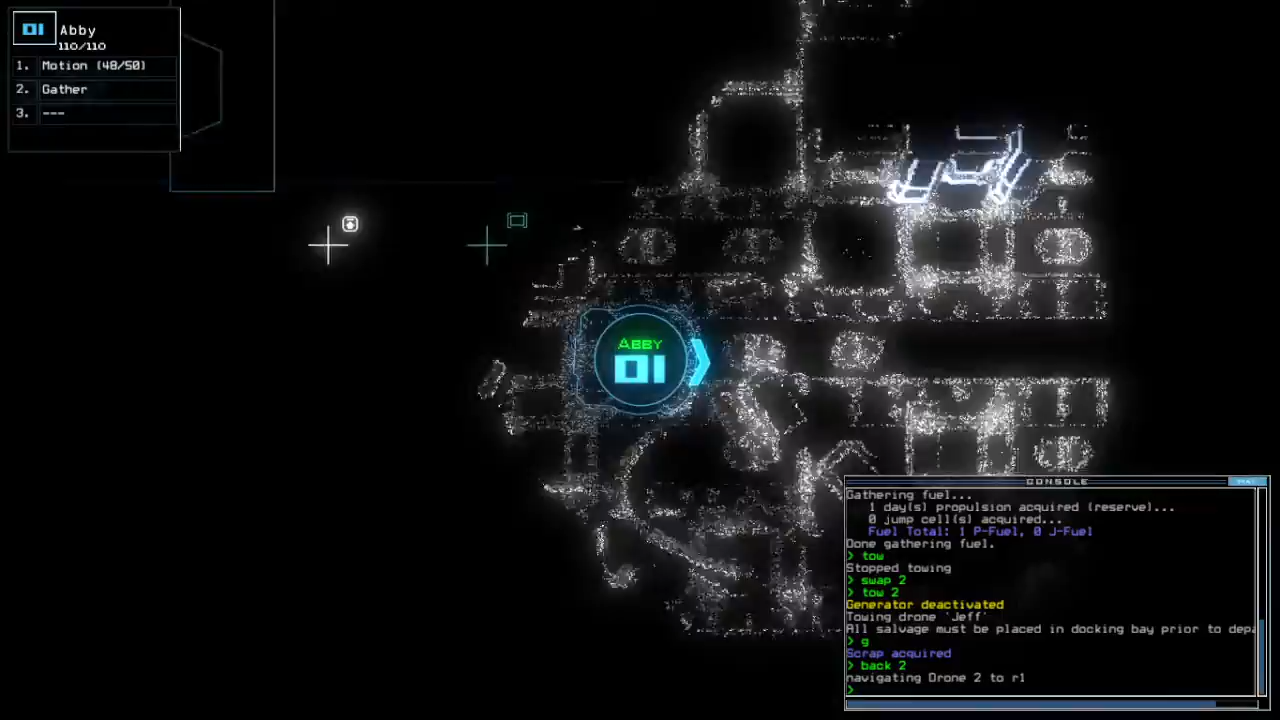 01 Abby
110/110
1. Motion (48/50)
2. Gather
3. ---
Abby
01
CONSOLE
Gathering fuel...
1 day(s) propulsion acquired (reserve)...
0 jump cell(s) acquired...
Fuel Total: 1 P-Fuel, 0 J-Fuel
Done gathering fuel.
> tow
Stopped towing
> swap 2
> tow 2
Generator deactivated
Towing drone 'Jeff'
All salvage must be placed in docking bay prior to depa
> g
Scrap acquired
> back 2
navigating Drone 2 to r1
>